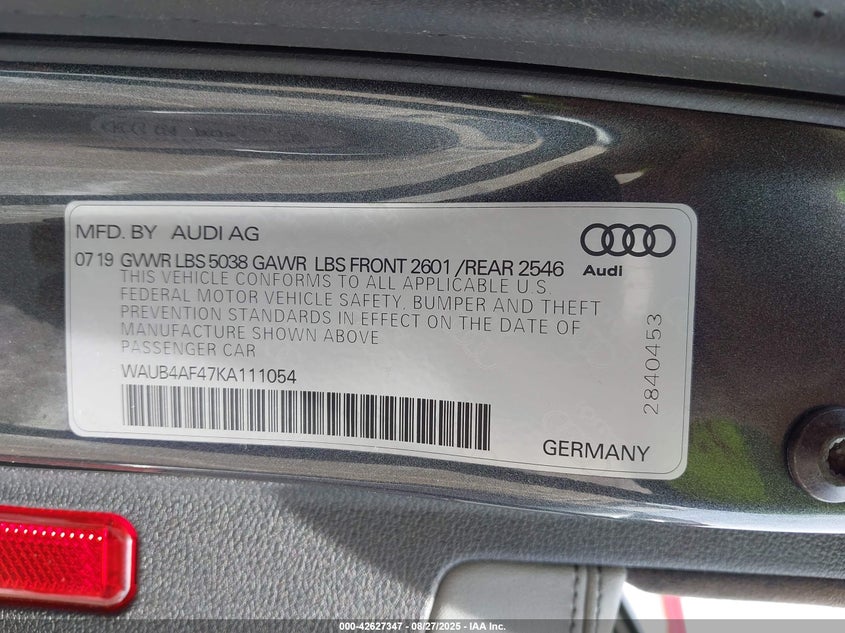 MFD. BY AUDI AG
Audi
07 19 GVWR LBS 5038 GAWR LBS FRONT 2601 /REAR 2546
THIS VEHICLE CONFORMS TO ALL APPLICABLE U.S
FEDERAL MOTOR VEHICLE SAFETY, BUMPER AND THEFT
PREVENTION STANDARDS IN EFFECT ON THE DATE OF
MANUFACTURE SHOWN ABOVE
PASSENGER CAR
WAUB4AF47KA111054
2840453
GERMANY
000-42627347 - 08/27/2025 - IAA Inc.